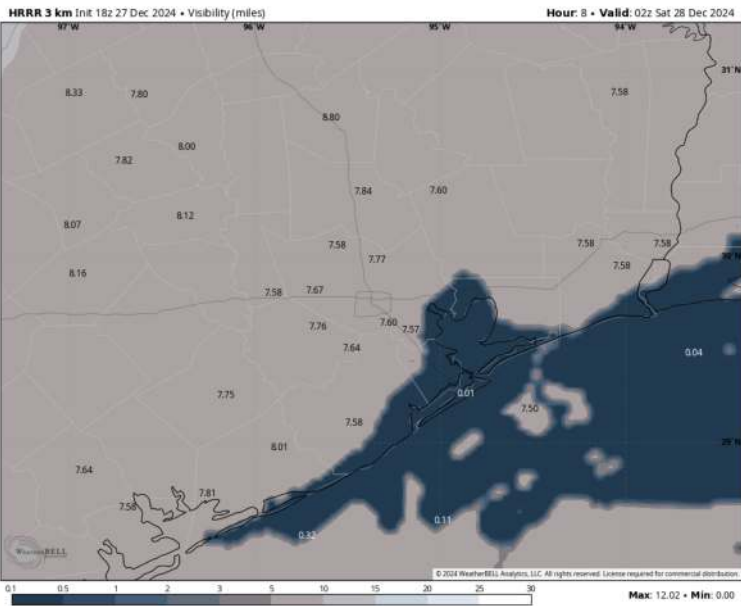 HRRR 3 km Init 18z 27 Dec 2024 • Visibility (miles) Hour: 8 • Valid: 02z Sat 28 Dec 2024
97°W 96°W 95°W 94°W
31°N
8.33 7.80 7.58
8.80
8.00
7.82
7.84 7.60
8.12
8.07
7.58 7.58 7.58
7.77 7.58
8.16
7.58 7.67
7.76 7.60 7.57
7.64 0.04
7.75 0.01
7.50
7.58
29°N
8.01
7.64
7.81
7.58
0.11
0.32
WeatherBELL
© 2024 WeatherBELL Analytics, LLC. All rights reserved. License required for commercial distribution.
0.1 0.5 1 2 3 5 10 15 20 25 30
Max: 12.02 • Min: 0.00